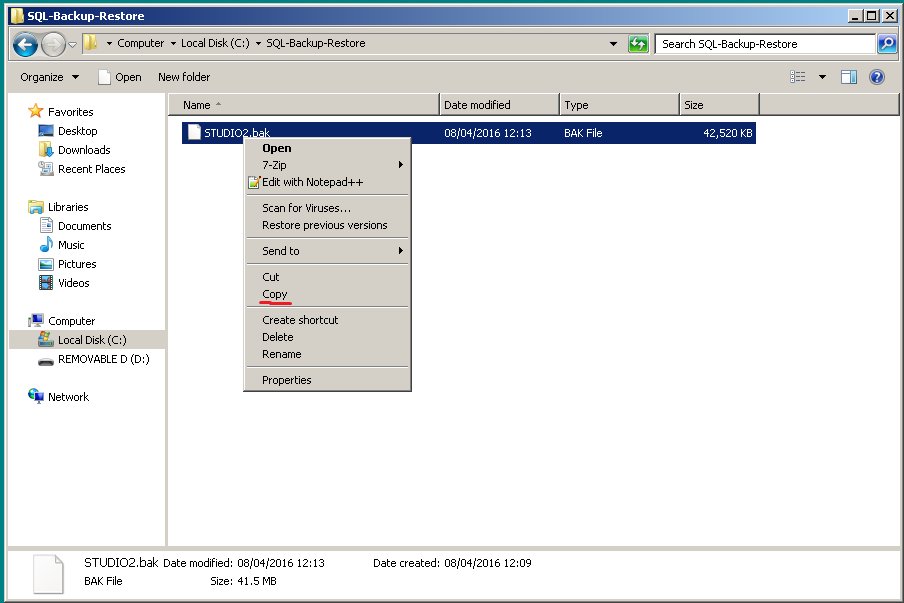 SQL-Backup-Restore
Computer Local Disk (C:) SQL-Backup-Restore
Search SQL-Backup-Restore
Organize Open New folder
Name Date modified Type Size
STUDIO2.bak 08/04/2016 12:13 BAK File 42,520 KB
Favorites
Desktop
Downloads
Recent Places
Libraries
Documents
Music
Pictures
Videos
Computer
Local Disk (C:)
REMOVABLE D (D:)
Network
Open
7-Zip
Edit with Notepad++
Scan for Viruses...
Restore previous versions
Send to
Cut
Copy
Create shortcut
Delete
Rename
Properties
STUDIO2.bak Date modified: 08/04/2016 12:13 Date created: 08/04/2016 12:09
BAK File Size: 41.5 MB